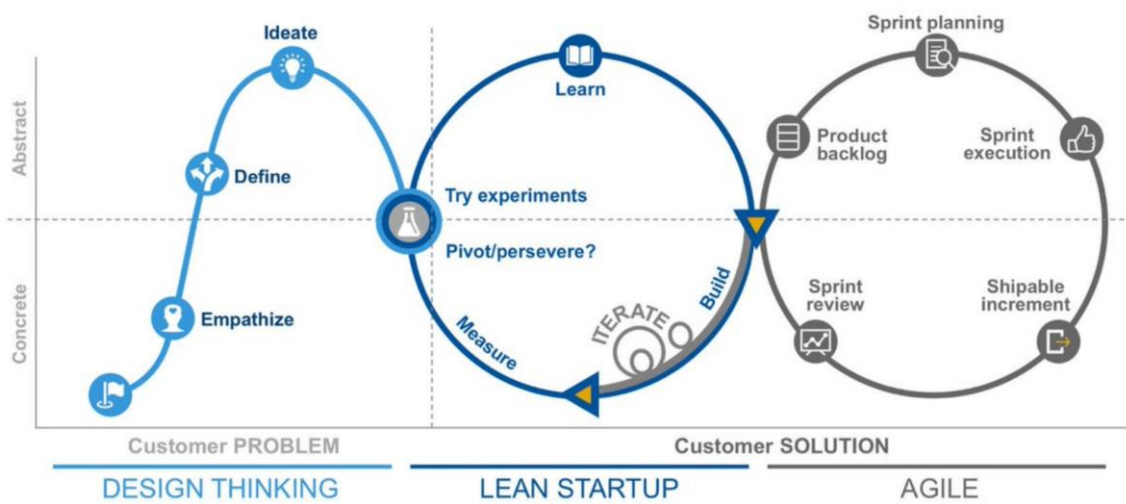 Abstract
Concrete
Ideate
Define
Empathize
Try experiments
Pivot/persevere?
Learn
Measure
ITERATE
Build
Sprint planning
Product
backlog
Sprint
execution
Sprint
review
Shipable
increment
Customer PROBLEM
Customer SOLUTION
DESIGN THINKING
LEAN STARTUP
AGILE